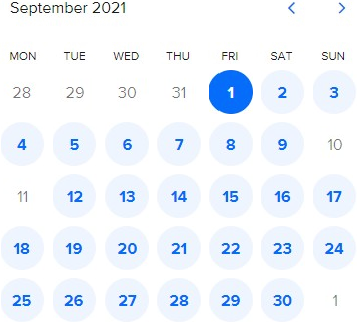 September 2021
MON TUE WED THU FRI SAT SUN
28 29 30 31 1 2 3
4 5 6 7 8 9 10
11 12 13 14 15 16 17
18 19 20 21 22 23 24
25 26 27 28 29 30 1